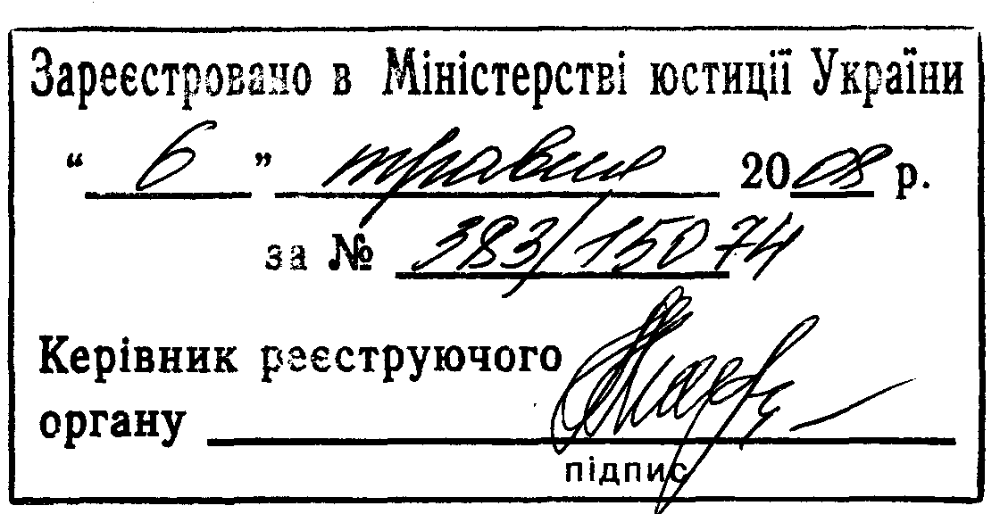 Зареєстровано в Міністерстві юстиції України
“ 6 ” травня 2008 р.
за № 383/15074
Керівник реєструючого
органу
підпис